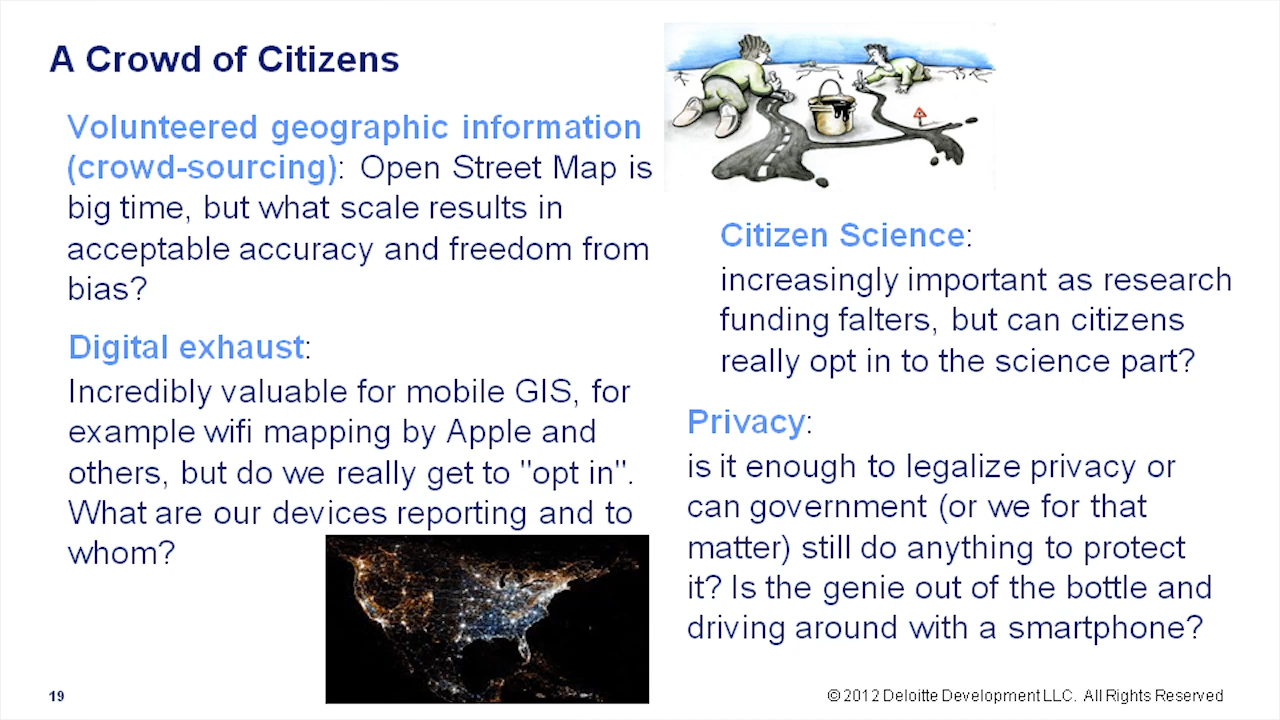 A Crowd of Citizens
Volunteered geographic information
(crowd-sourcing): Open Street Map is
big time, but what scale results in
acceptable accuracy and freedom from
bias?
Digital exhaust:
Incredibly valuable for mobile GIS, for
example wifi mapping by Apple and
others, but do we really get to "opt in".
What are our devices reporting and to
whom?
Citizen Science:
increasingly important as research
funding falters, but can citizens
really opt in to the science part?
Privacy:
is it enough to legalize privacy or
can government (or we for that
matter) still do anything to protect
it? Is the genie out of the bottle and
driving around with a smartphone?
19
© 2012 Deloitte Development LLC. All Rights Reserved